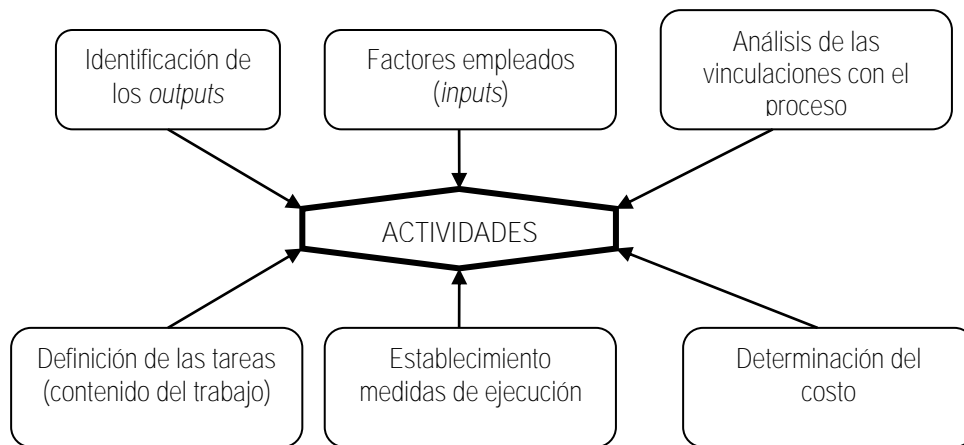 Identificación de
los outputs
Factores empleados
(inputs)
Análisis de las
vinculaciones con el
proceso
ACTIVIDADES
Definición de las tareas
(contenido del trabajo)
Establecimiento
medidas de ejecución
Determinación del
costo